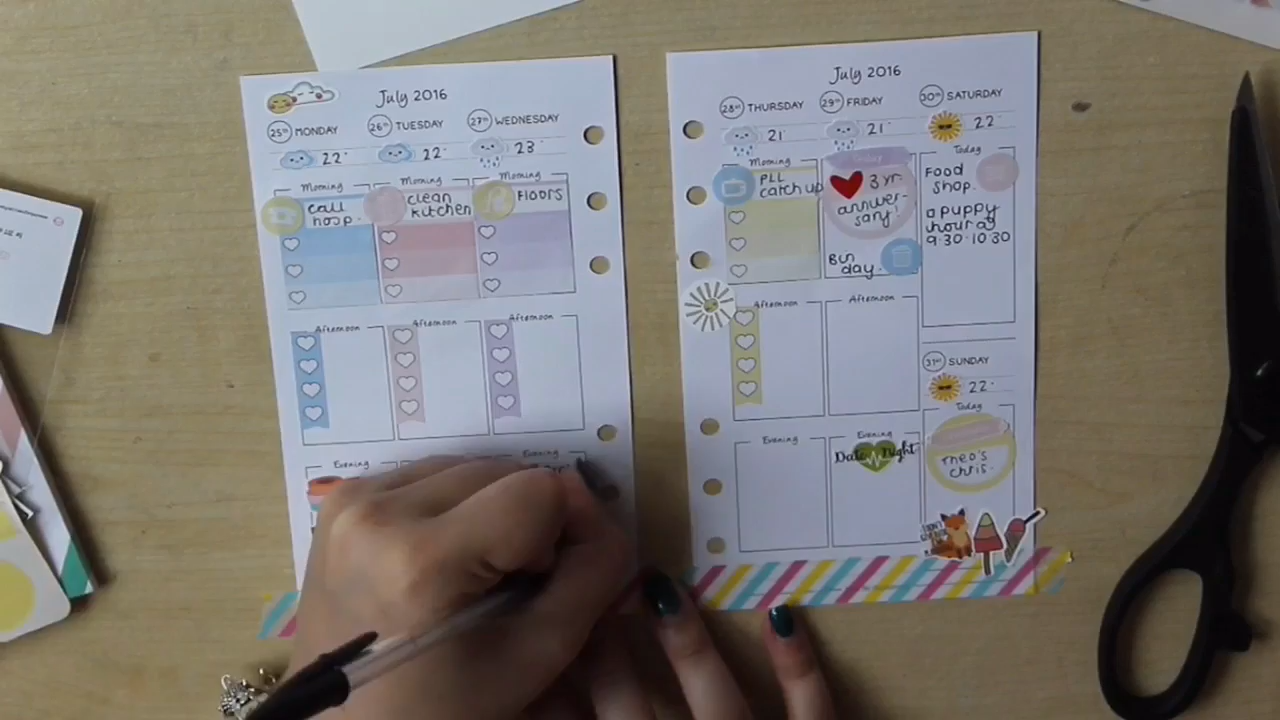 July 2016
25th MONDAY
26th TUESDAY
27th WEDNESDAY
22°
22°
23°
Morning
Morning
Morning
call
hosp.
clean
kitchen
Floors
Afternoon
Afternoon
Afternoon
Evening
Evening
July 2016
28st THURSDAY
29th FRIDAY
30th SATURDAY
21°
21°
22°
Morning
Today
PLL
catch up
3 yr.
anniver-
sary!
Bin
day.
Food
shop.
a puppy
hour@
9.30-10.30
Afternoon
Afternoon
31st SUNDAY
22°
Today
Theo's
Chris.
Evening
Evening
Date Night